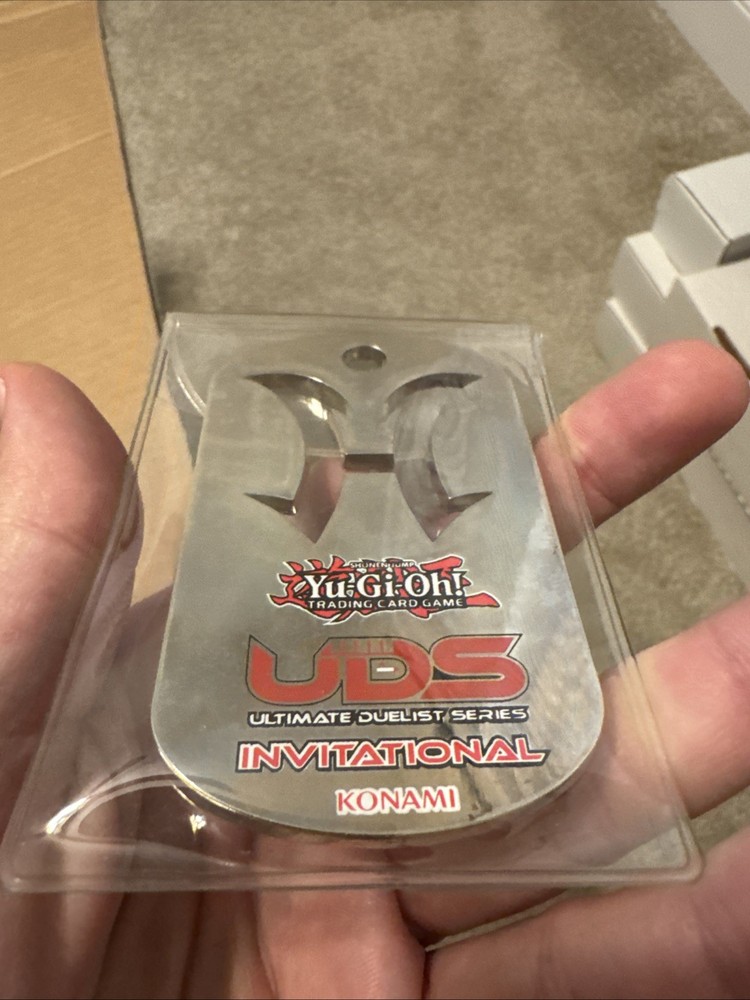 SHONEN JUMP
Yu-Gi-Oh!
TRADING CARD GAME
UDS
ULTIMATE DUELIST SERIES
INVITATIONAL
KONAMI